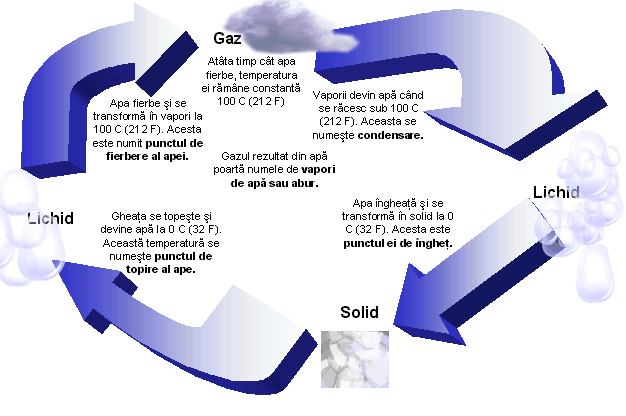 Gaz
Atâta timp cât apa
fierbe, temperatura
ei rămâne constantă
100 C (212 F)
Apa fierbe şi se
transformă în vapori la
100 C (212 F). Acesta
este numit punctul de
fierbere al apei.
Vaporii devin apă când
se răcesc sub 100 C
(212 F). Aceasta se
numeşte condensare.
Gazul rezultat din apă
poartă numele de vapori
de apă sau abur.
Lichid
Apa îngheaţă şi se
transformă în solid la 0
C (32 F). Acesta este
punctul ei de îngheţ.
Lichid
Gheaţa se topeşte şi
devine apă la 0 C (32 F).
Această temperatură se
numeşte punctul de
topire al ape.
Solid